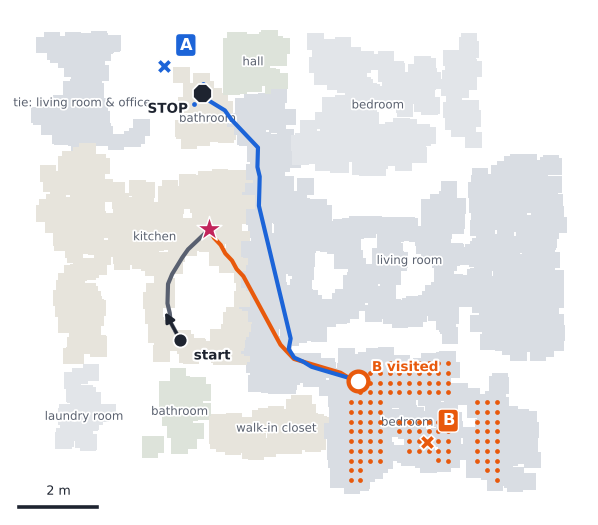 A
hall
tie: living room & office
STOP
bathroom
bedroom
kitchen
living room
start
B visited
laundry room
bathroom
walk-in closet
bedroom
B
2 m